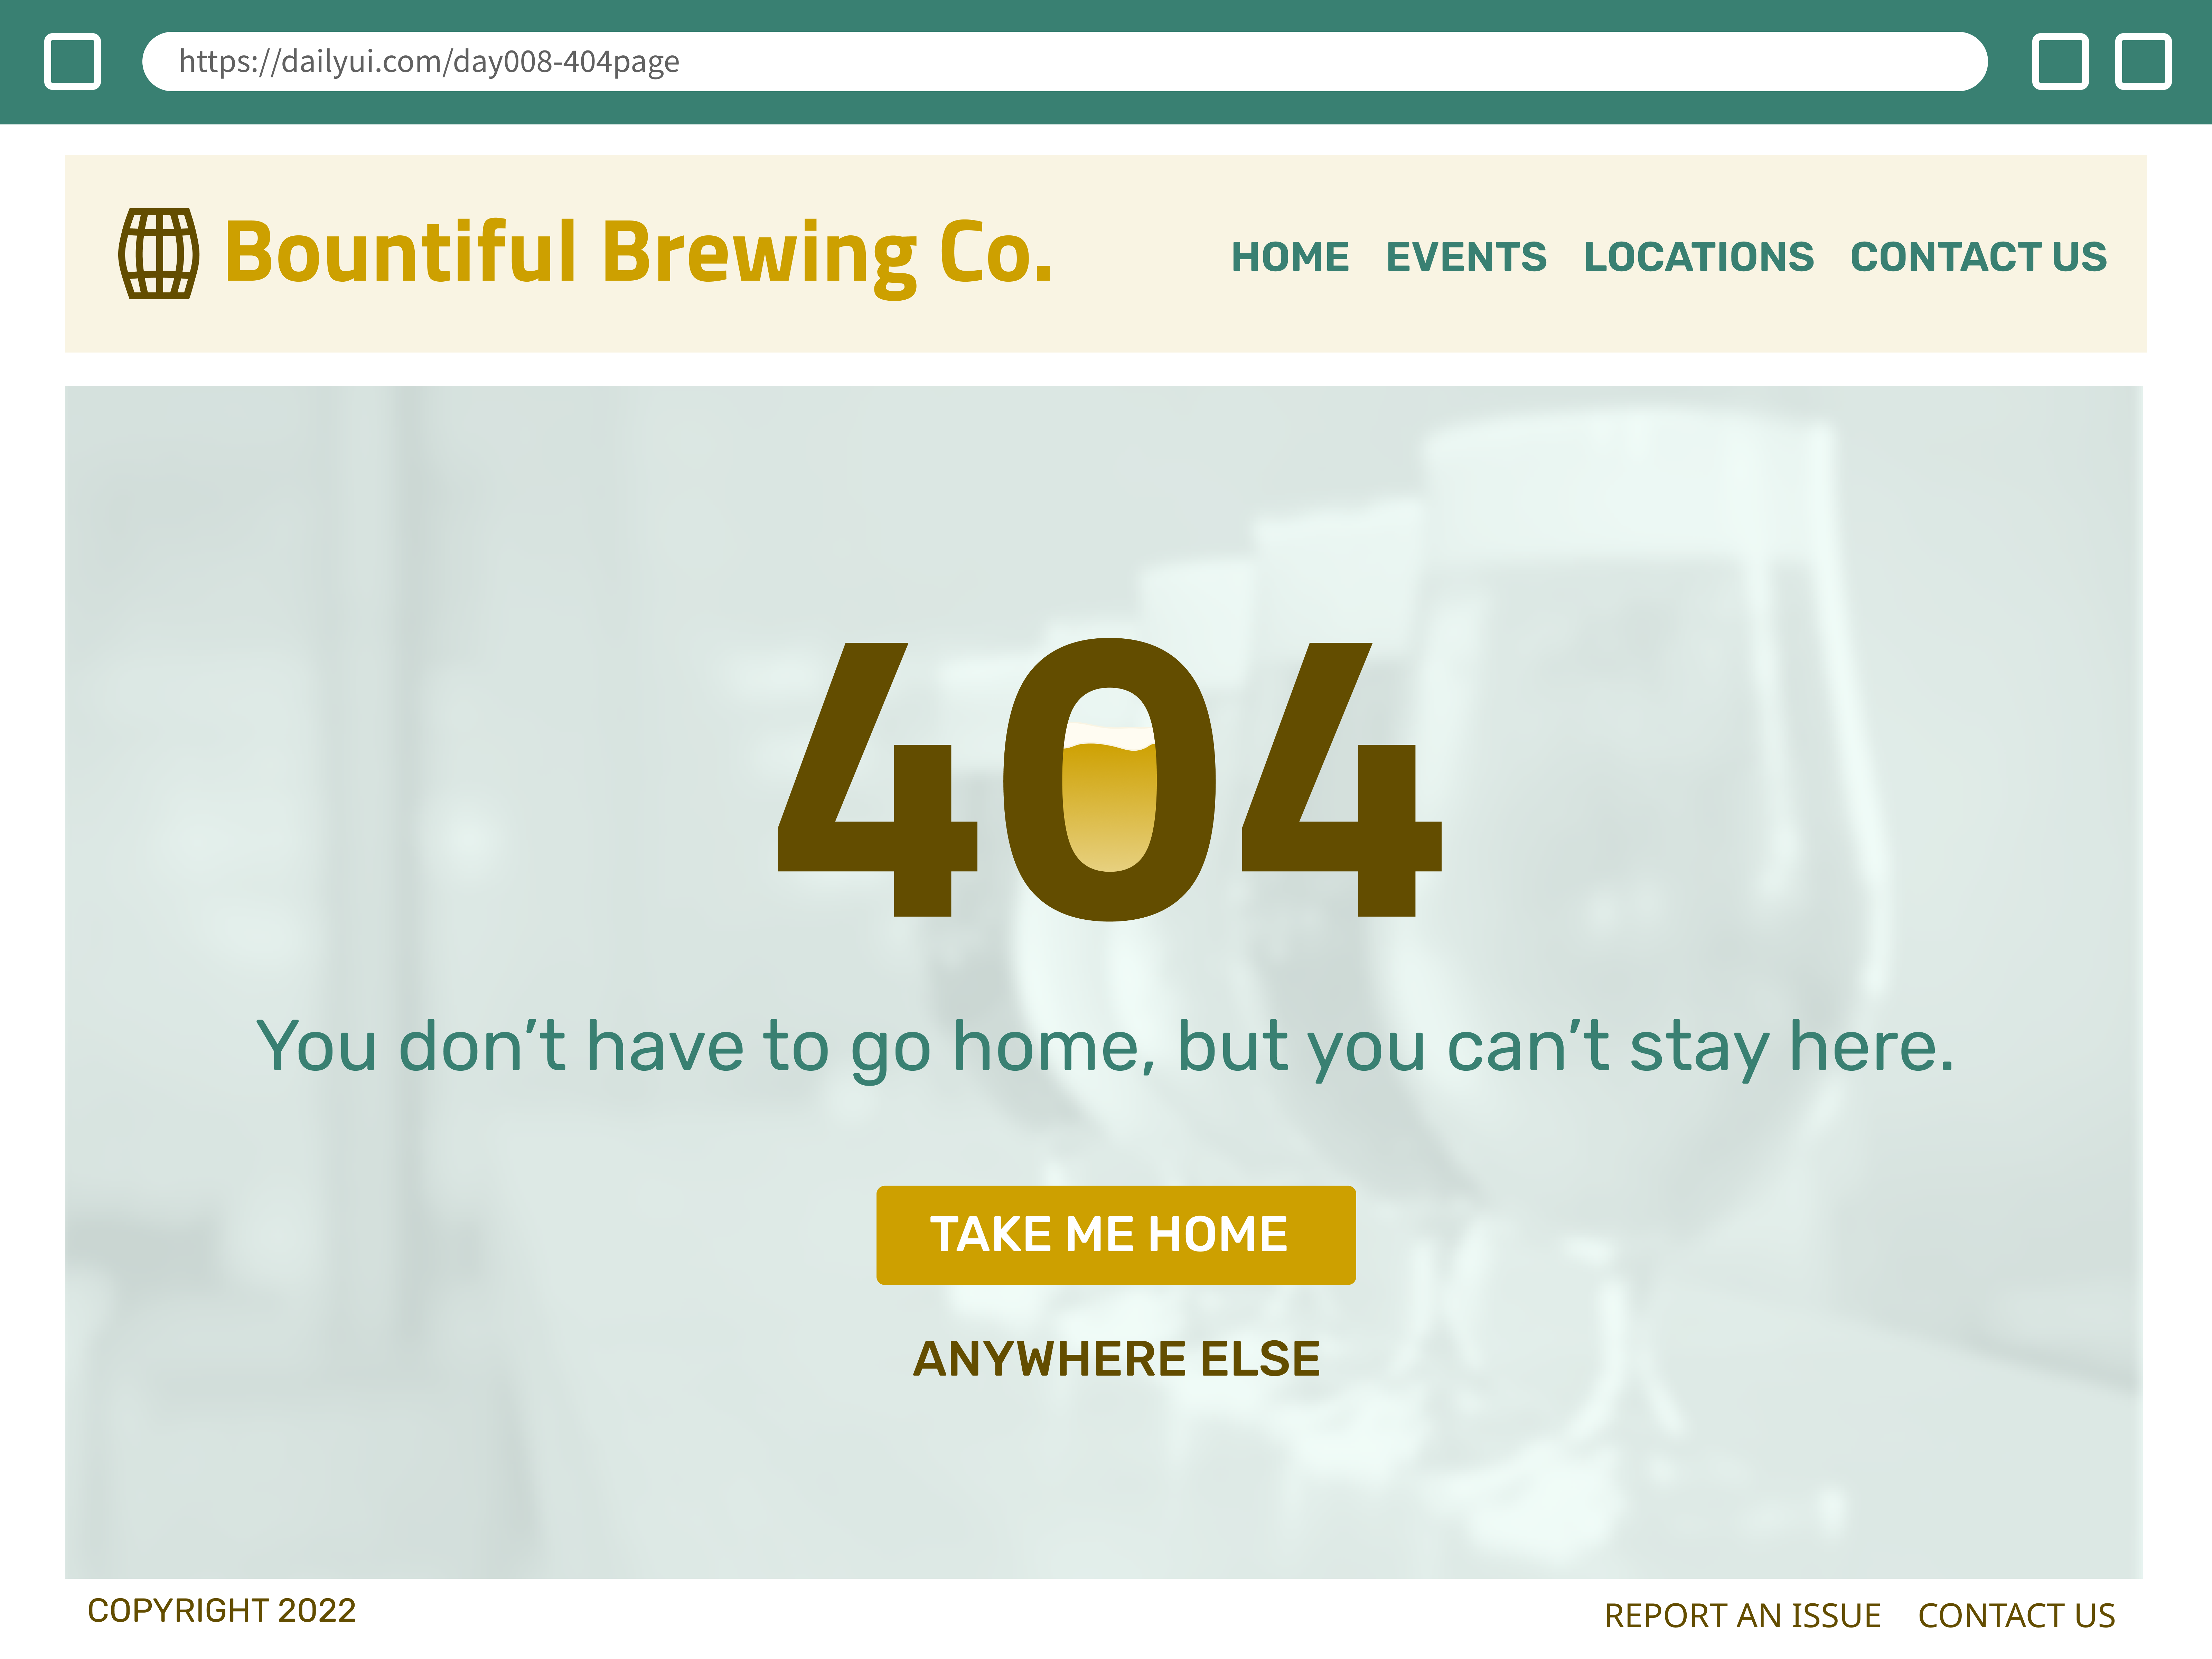 https://dailyui.com/day008-404page
Bountiful Brewing Co.
HOME EVENTS LOCATIONS CONTACT US
404
You don’t have to go home, but you can’t stay here.
TAKE ME HOME
ANYWHERE ELSE
COPYRIGHT 2022
REPORT AN ISSUE CONTACT US